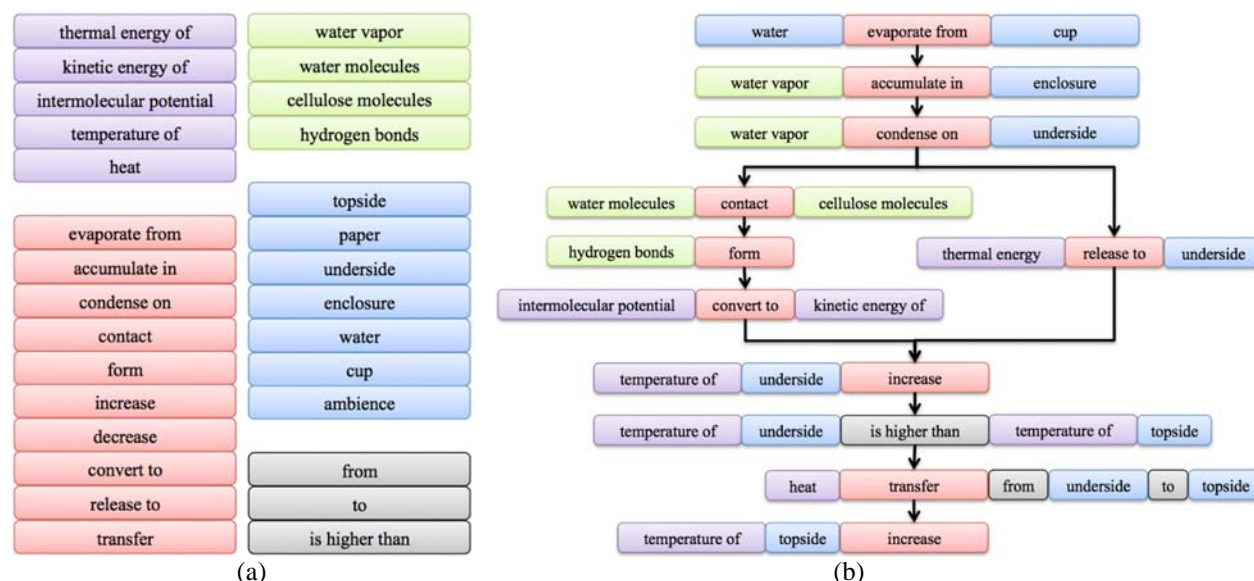 thermal energy of
kinetic energy of
intermolecular potential
temperature of
heat
water vapor
water molecules
cellulose molecules
hydrogen bonds
evaporate from
accumulate in
condense on
contact
form
increase
decrease
convert to
release to
transfer
topside
paper
underside
enclosure
water
cup
ambience
from
to
is higher than
(a)
water evaporate from cup
water vapor accumulate in enclosure
water vapor condense on underside
water molecules contact cellulose molecules
hydrogen bonds form
thermal energy release to underside
intermolecular potential convert to kinetic energy of
temperature of underside increase
temperature of underside is higher than temperature of topside
heat transfer from underside to topside
temperature of topside increase
(b)